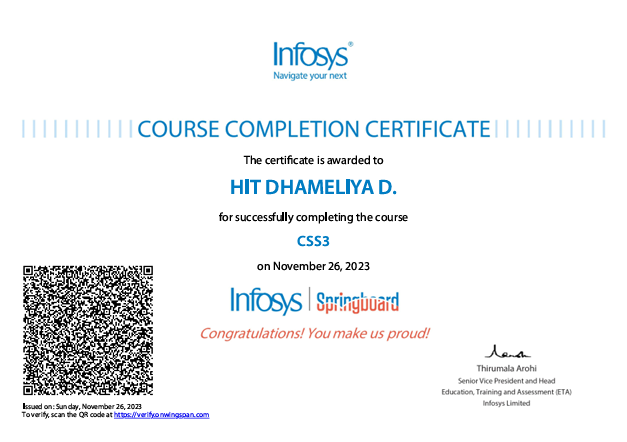 Infosys®
Navigate your next
COURSE COMPLETION CERTIFICATE
The certificate is awarded to
HIT DHAMELIYA D.
for successfully completing the course
CSS3
on November 26, 2023
Infosys | Springboard
Congratulations! You make us proud!
Thirumala Arohi
Senior Vice President and Head
Education, Training and Assessment (ETA)
Infosys Limited
Issued on: Sunday, November 26, 2023
To verify, scan the QR code at https://verify.onwingspan.com